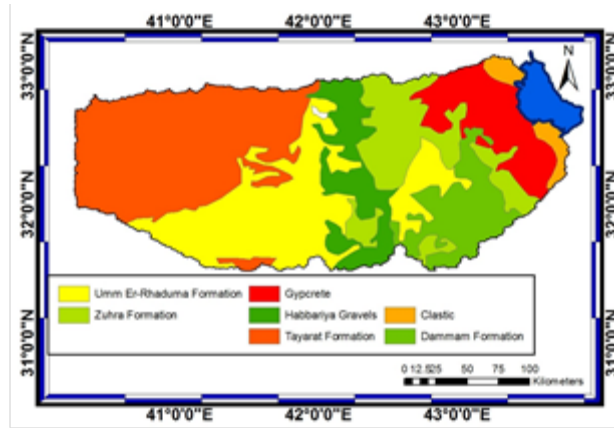 41°0'0"E 42°0'0"E 43°0'0"E
N
33°0'0"N 33°0'0"N
32°0'0"N 32°0'0"N
31°0'0"N 31°0'0"N
Umm Er-Rhaduma Formation Gypcrete
Zuhra Formation Habbariya Gravels Clastic
Tayarat Formation Dammam Formation
0 12.525 50 75 100
Kilometers
41°0'0"E 42°0'0"E 43°0'0"E